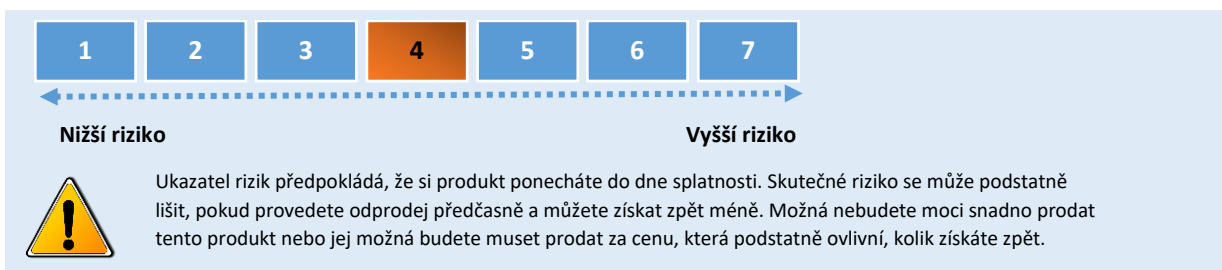 1 2 3 4 5 6 7
Nižší riziko Vyšší riziko
Ukazatel rizik předpokládá, že si produkt ponecháte do dne splatnosti. Skutečné riziko se může podstatně
lišit, pokud provedete odprodej předčasně a můžete získat zpět méně. Možná nebudete moci snadno prodat
tento produkt nebo jej možná budete muset prodat za cenu, která podstatně ovlivní, kolik získáte zpět.